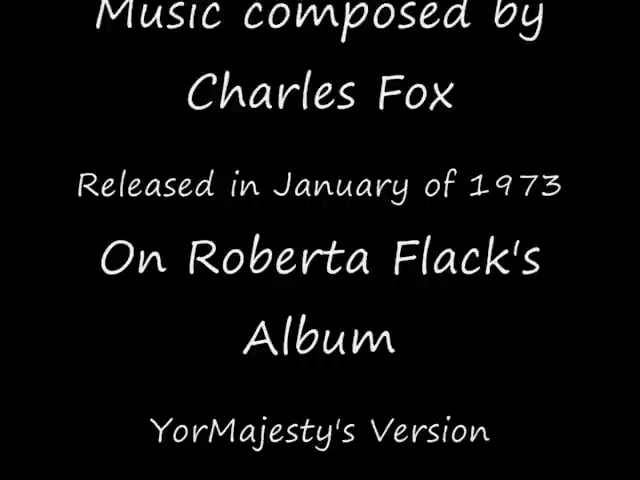 Music composed by
Charles Fox
Released in January of 1973
On Roberta Flack's
Album
YorMajesty's Version